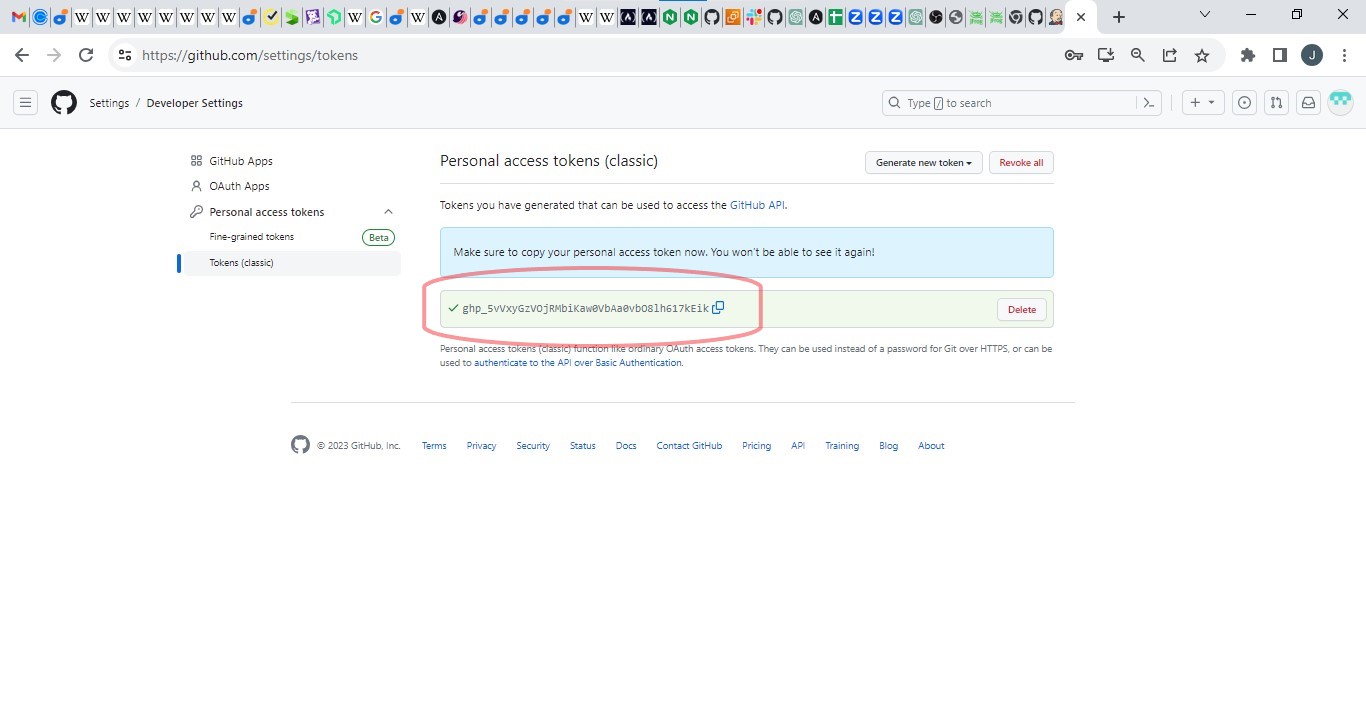 https://github.com/settings/tokens
J
Settings / Developer Settings
Type / to search
GitHub Apps
OAuth Apps
Personal access tokens
Fine-grained tokens Beta
Tokens (classic)
Personal access tokens (classic)
Generate new token
Revoke all
Tokens you have generated that can be used to access the GitHub API.
Make sure to copy your personal access token now. You won't be able to see it again!
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
Delete
Personal access tokens (classic) function like ordinary OAuth access tokens. They can be used instead of a password for Git over HTTPS, or can be
used to authenticate to the API over Basic Authentication.
© 2023 GitHub, Inc. Terms Privacy Security Status Docs Contact GitHub Pricing API Training Blog About